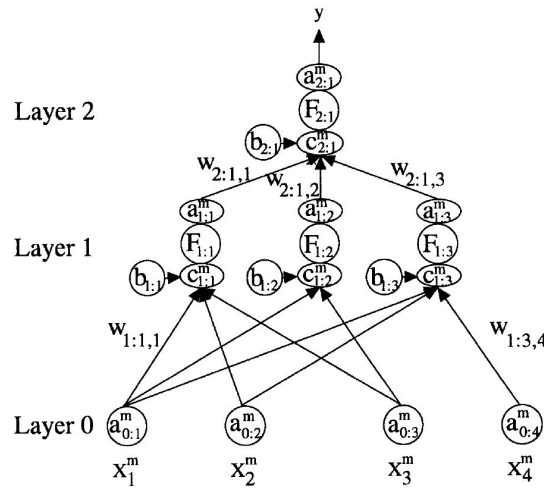 y
a^m_{2:1}
Layer 2 F_{2:1}
b_{2:1} c^m_{2:1}
w_{2:1,1} w_{2:1,2} w_{2:1,3}
a^m_{1:1} a^m_{1:2} a^m_{1:3}
Layer 1 F_{1:1} F_{1:2} F_{1:3}
b_{1:1} c^m_{1:1} b_{1:2} c^m_{1:2} b_{1:3} c^m_{1:3}
w_{1:1,1} w_{1:3,4}
Layer 0 a^m_{0:1} a^m_{0:2} a^m_{0:3} a^m_{0:4}
x^m_1 x^m_2 x^m_3 x^m_4